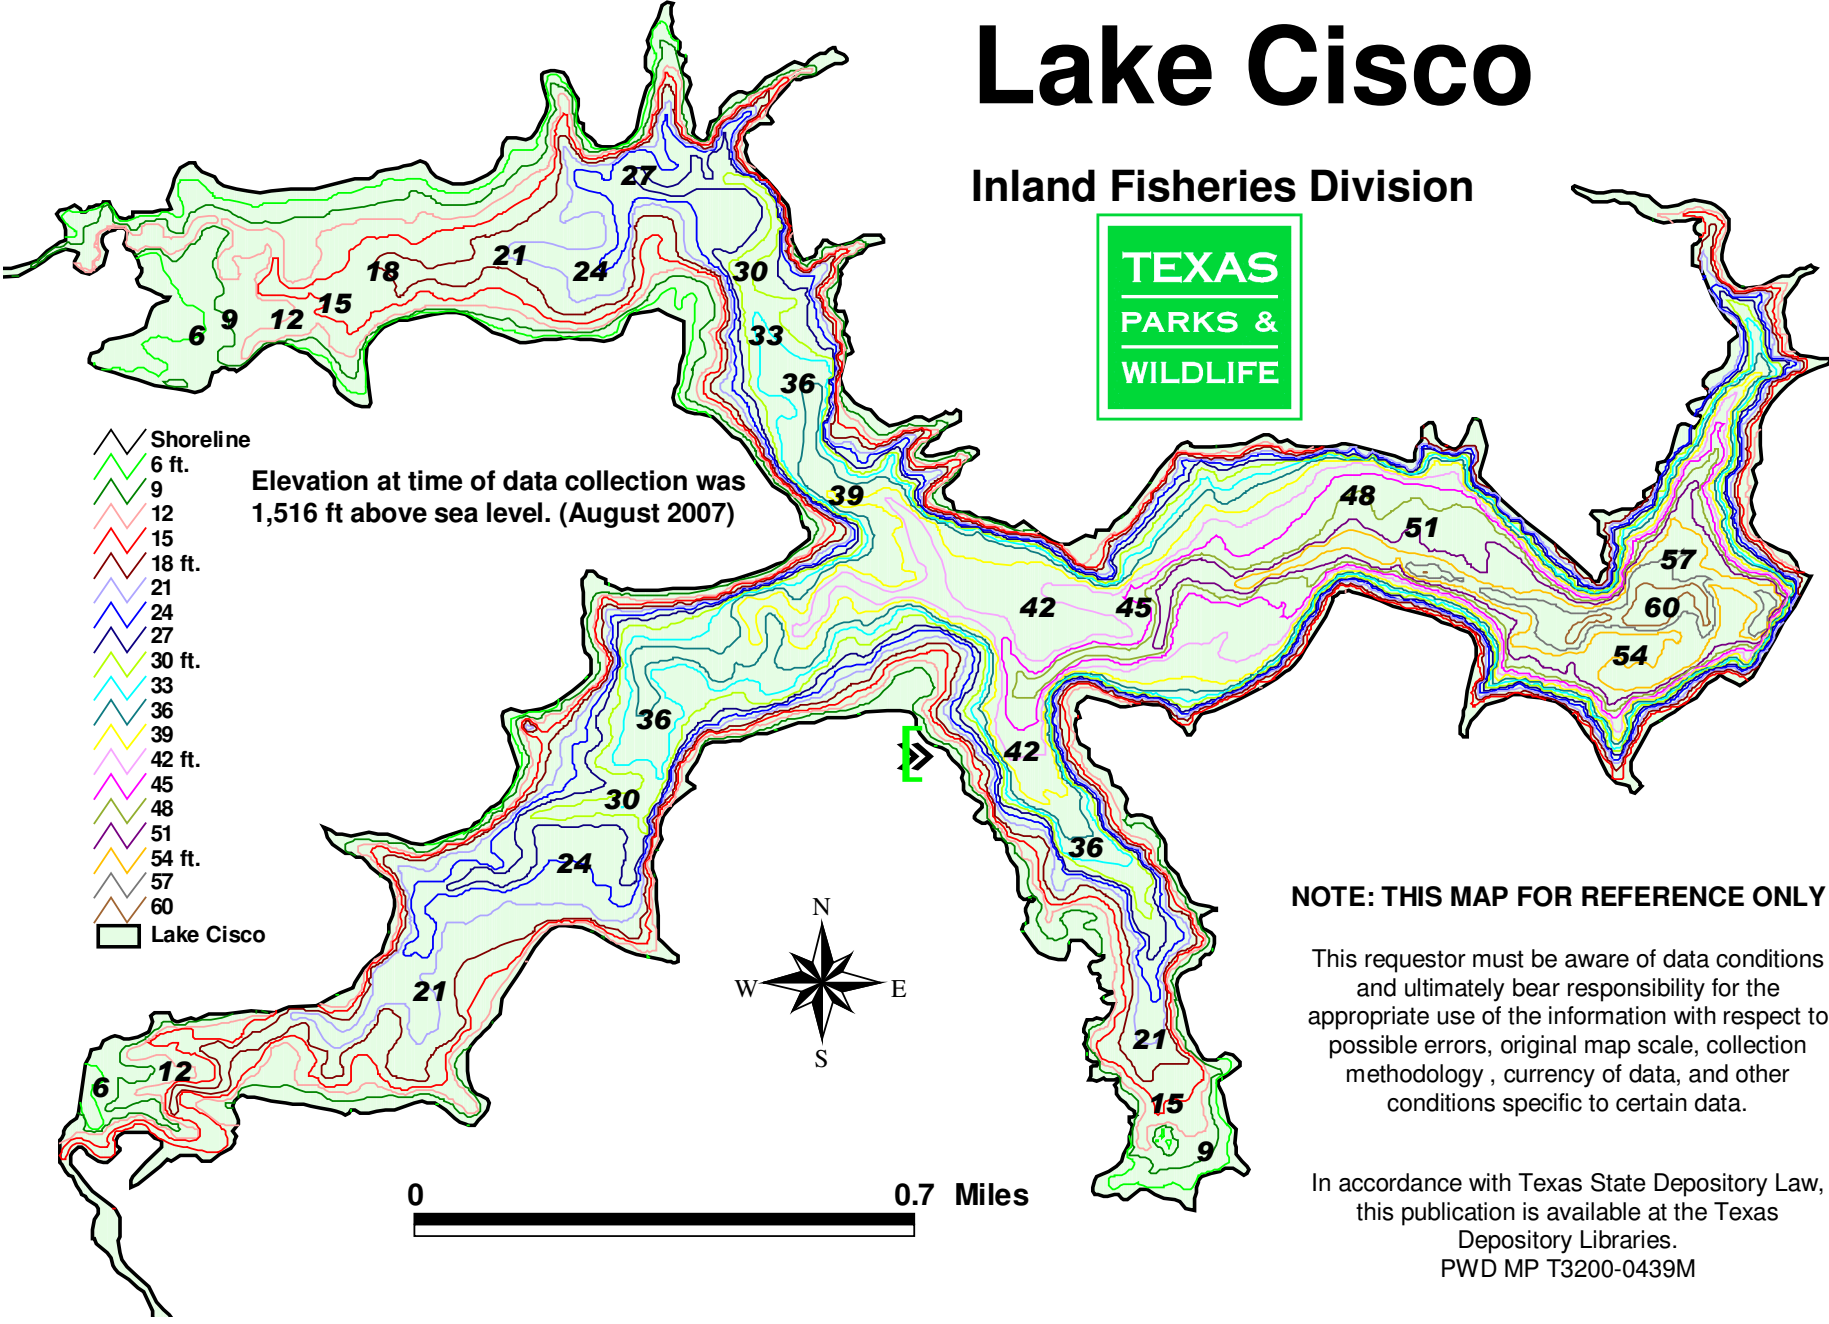 Lake Cisco
Inland Fisheries Division
TEXAS
PARKS &
WILDLIFE
27
21
24
18
30
15
12
9
6
33
36
39
48
51
57
60
54
42
45
36
42
30
36
24
21
12
6
21
15
9
Shoreline
6 ft.
9
12
15
18 ft.
21
24
27
30 ft.
33
36
39
42 ft.
45
48
51
54 ft.
57
60
Lake Cisco
Elevation at time of data collection was
1,516 ft above sea level. (August 2007)
N
W E
S
0 0.7 Miles
NOTE: THIS MAP FOR REFERENCE ONLY
This requestor must be aware of data conditions
and ultimately bear responsibility for the
appropriate use of the information with respect to
possible errors, original map scale, collection
methodology , currency of data, and other
conditions specific to certain data.
In accordance with Texas State Depository Law,
this publication is available at the Texas
Depository Libraries.
PWD MP T3200-0439M